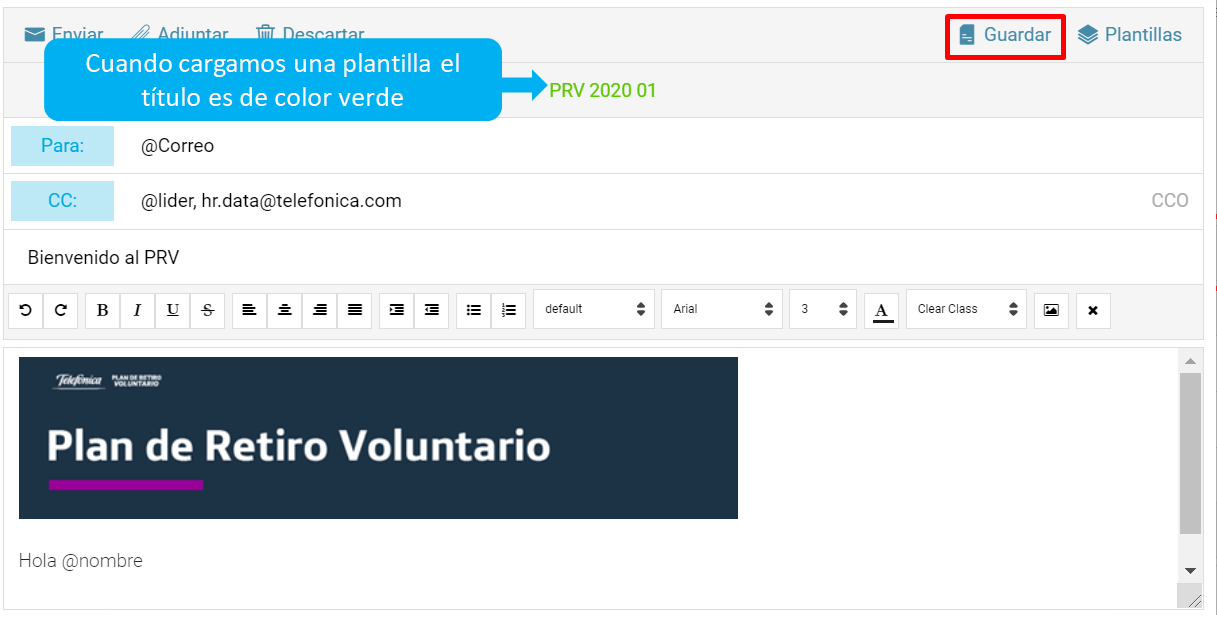 Enviar Adjuntar Descartar Guardar Plantillas
Cuando cargamos una plantilla el
título es de color verde
PRV 2020 01
Para: @Correo
CC: @lider, hr.data@telefonica.com CCO
Bienvenido al PRV
B I U S default Arial 3 A Clear Class
Telefónica PLAN DE RETIRO
VOLUNTARIO
Plan de Retiro Voluntario
Hola @nombre